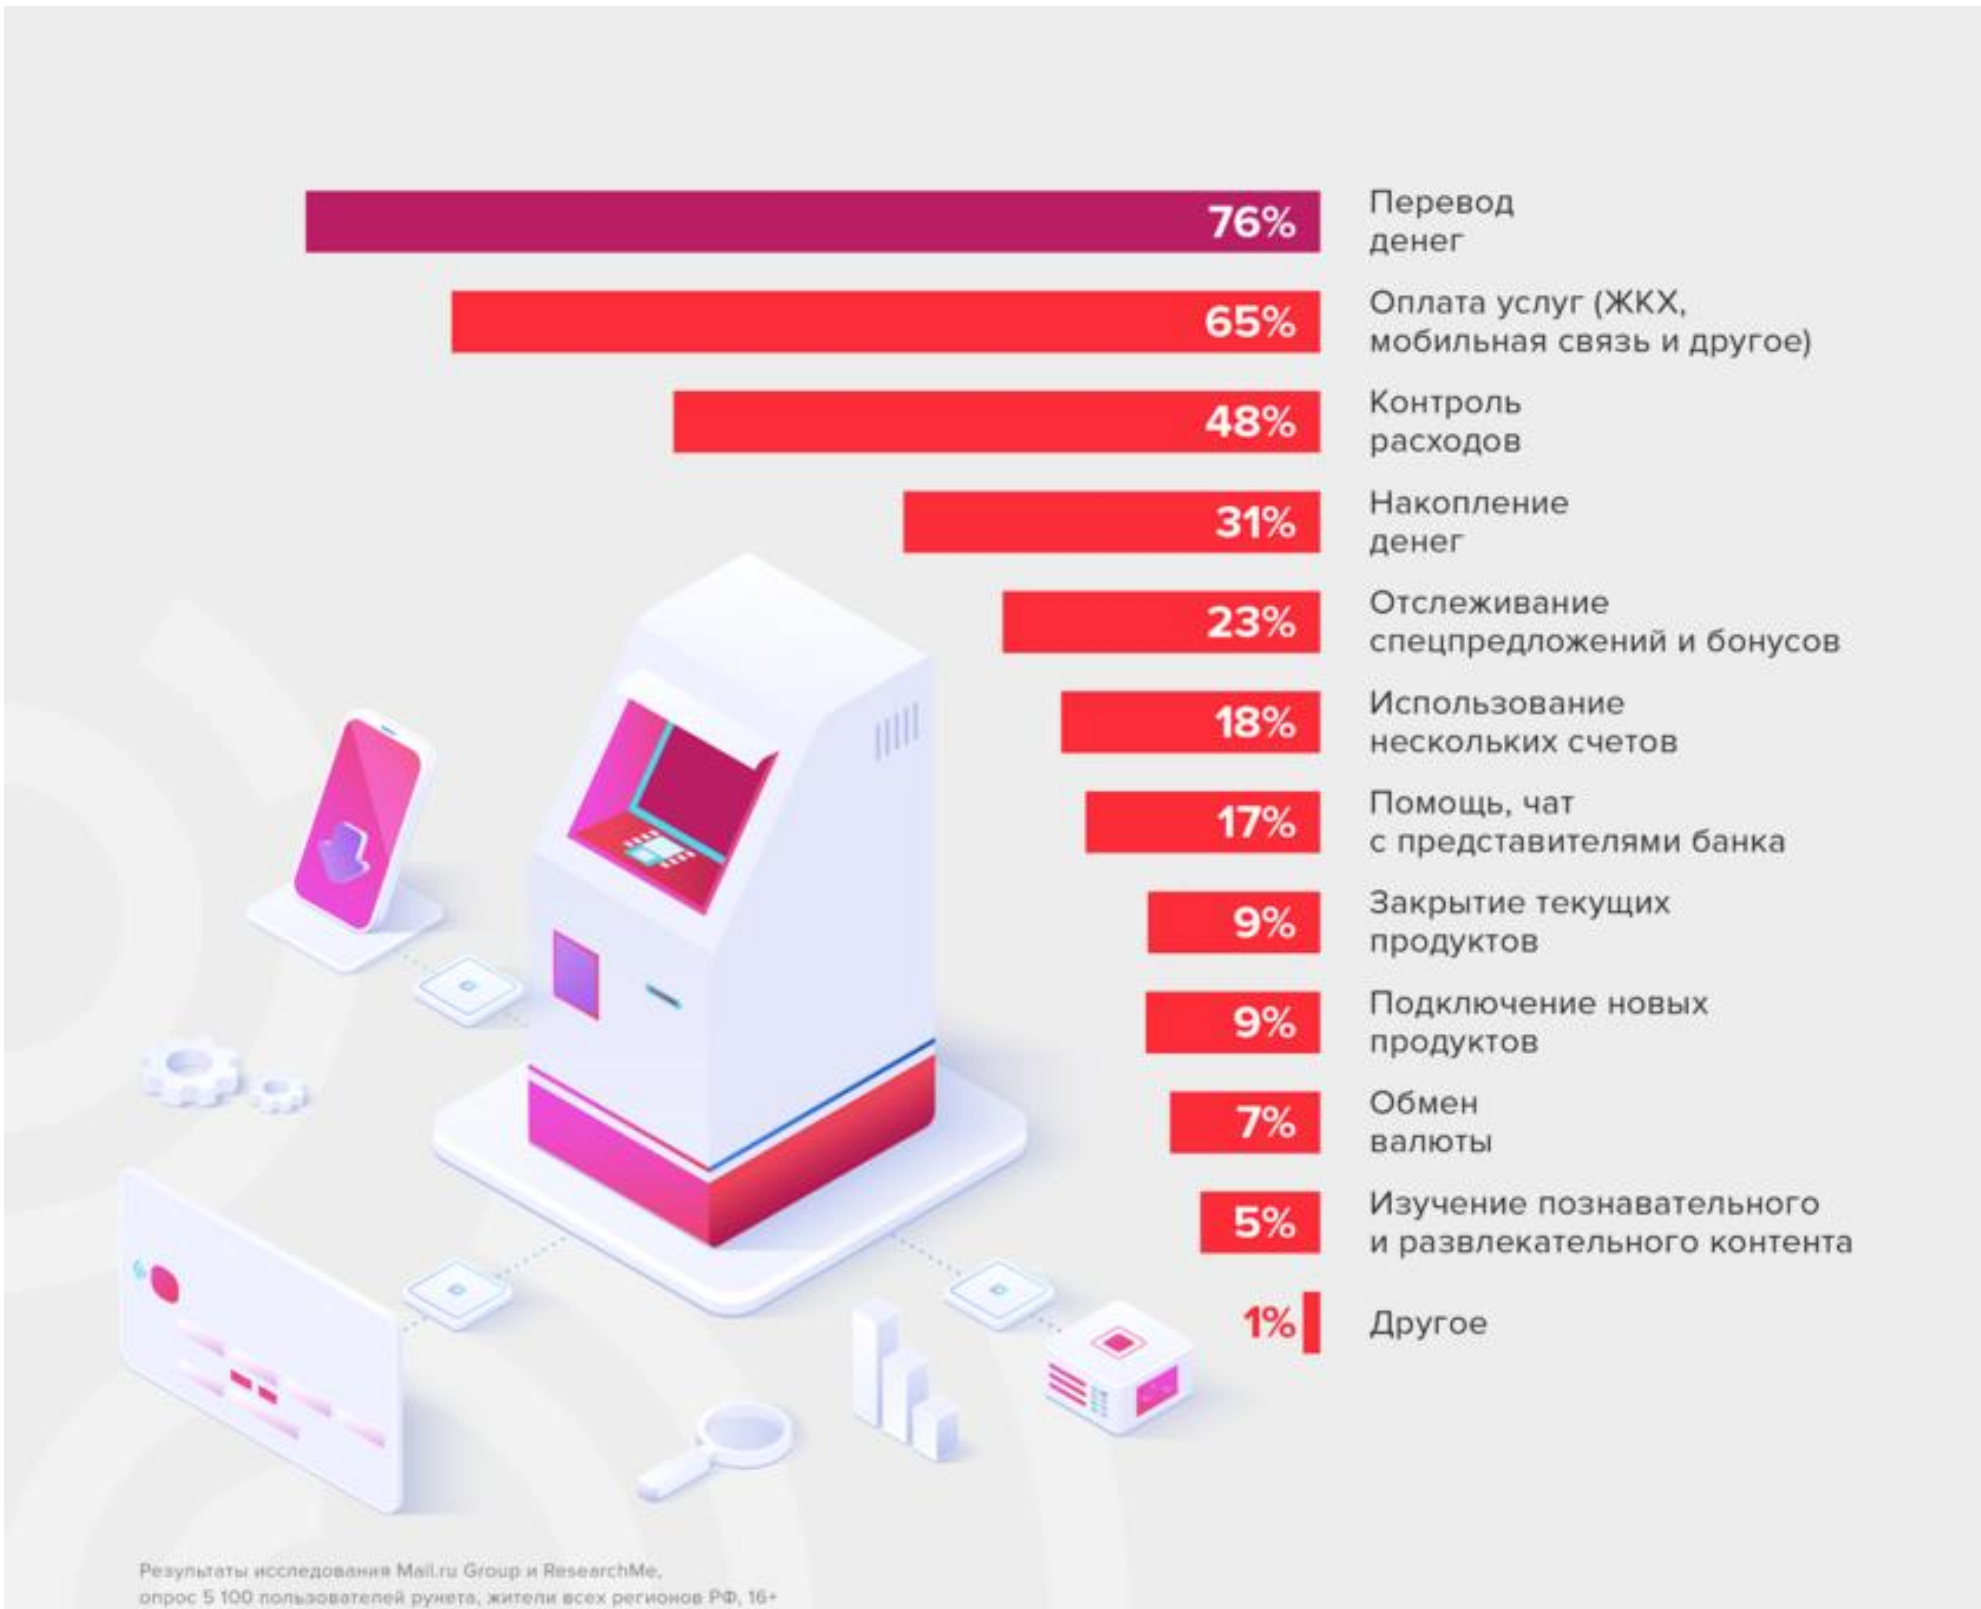 76%
Перевод
денег
65%
Оплата услуг (ЖКХ,
мобильная связь и другое)
48%
Контроль
расходов
31%
Накопление
денег
23%
Отслеживание
спецпредложений и бонусов
18%
Использование
нескольких счетов
17%
Помощь, чат
с представителями банка
9%
Закрытие текущих
продуктов
9%
Подключение новых
продуктов
7%
Обмен
валюты
5%
Изучение познавательного
и развлекательного контента
1%
Другое
Результаты исследования Mail.ru Group и ResearchMe,
опрос 5 100 пользователей рунета, жители всех регионов РФ, 16+